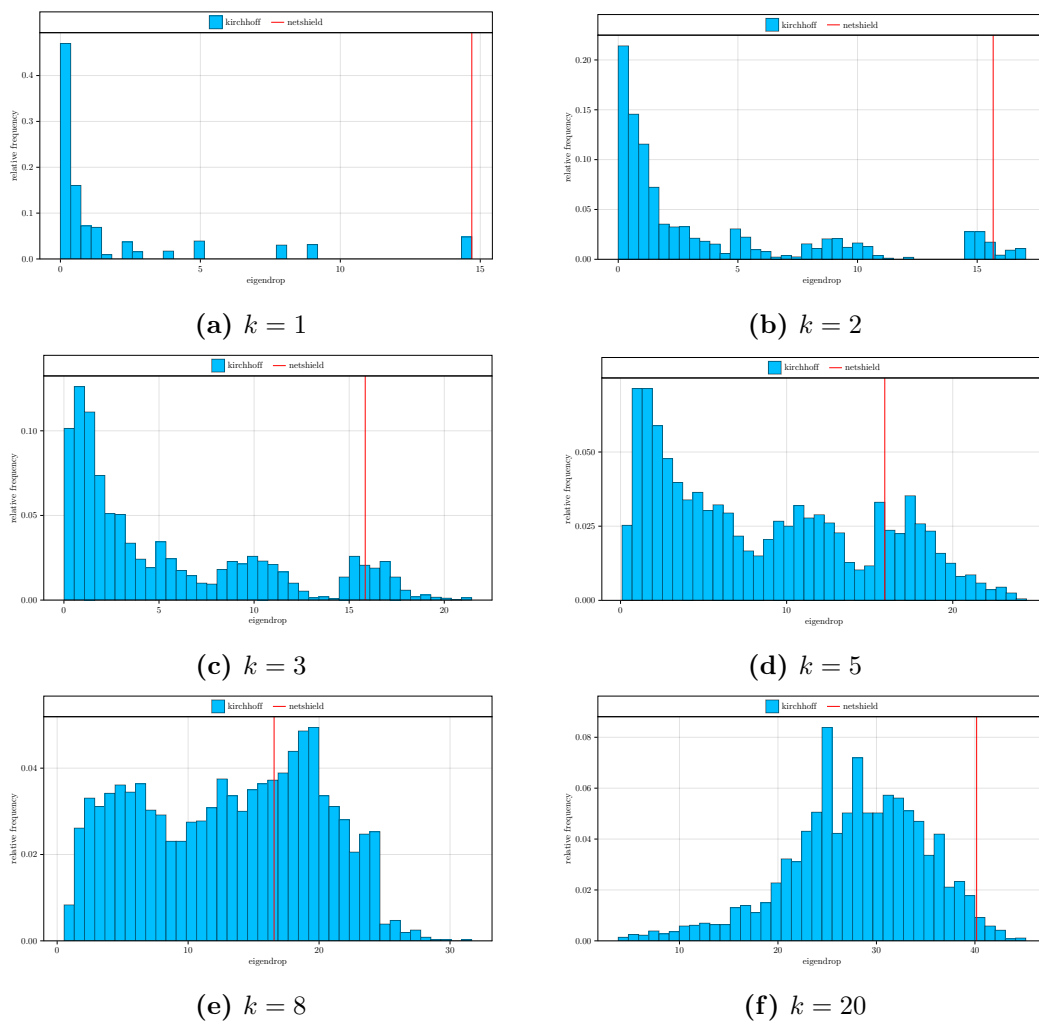 kirchhoff netshield
relative frequency
0.4
0.3
0.2
0.1
0.0
0 5 10 15
eigendrop
(a) k = 1
kirchhoff netshield
relative frequency
0.20
0.15
0.10
0.05
0.00
0 5 10 15
eigendrop
(b) k = 2
kirchhoff netshield
relative frequency
0.10
0.05
0.00
0 5 10 15 20
eigendrop
(c) k = 3
kirchhoff netshield
relative frequency
0.050
0.025
0.000
0 10 20
eigendrop
(d) k = 5
kirchhoff netshield
relative frequency
0.04
0.02
0.00
0 10 20 30
eigendrop
(e) k = 8
kirchhoff netshield
relative frequency
0.08
0.06
0.04
0.02
0.00
10 20 30 40
eigendrop
(f) k = 20